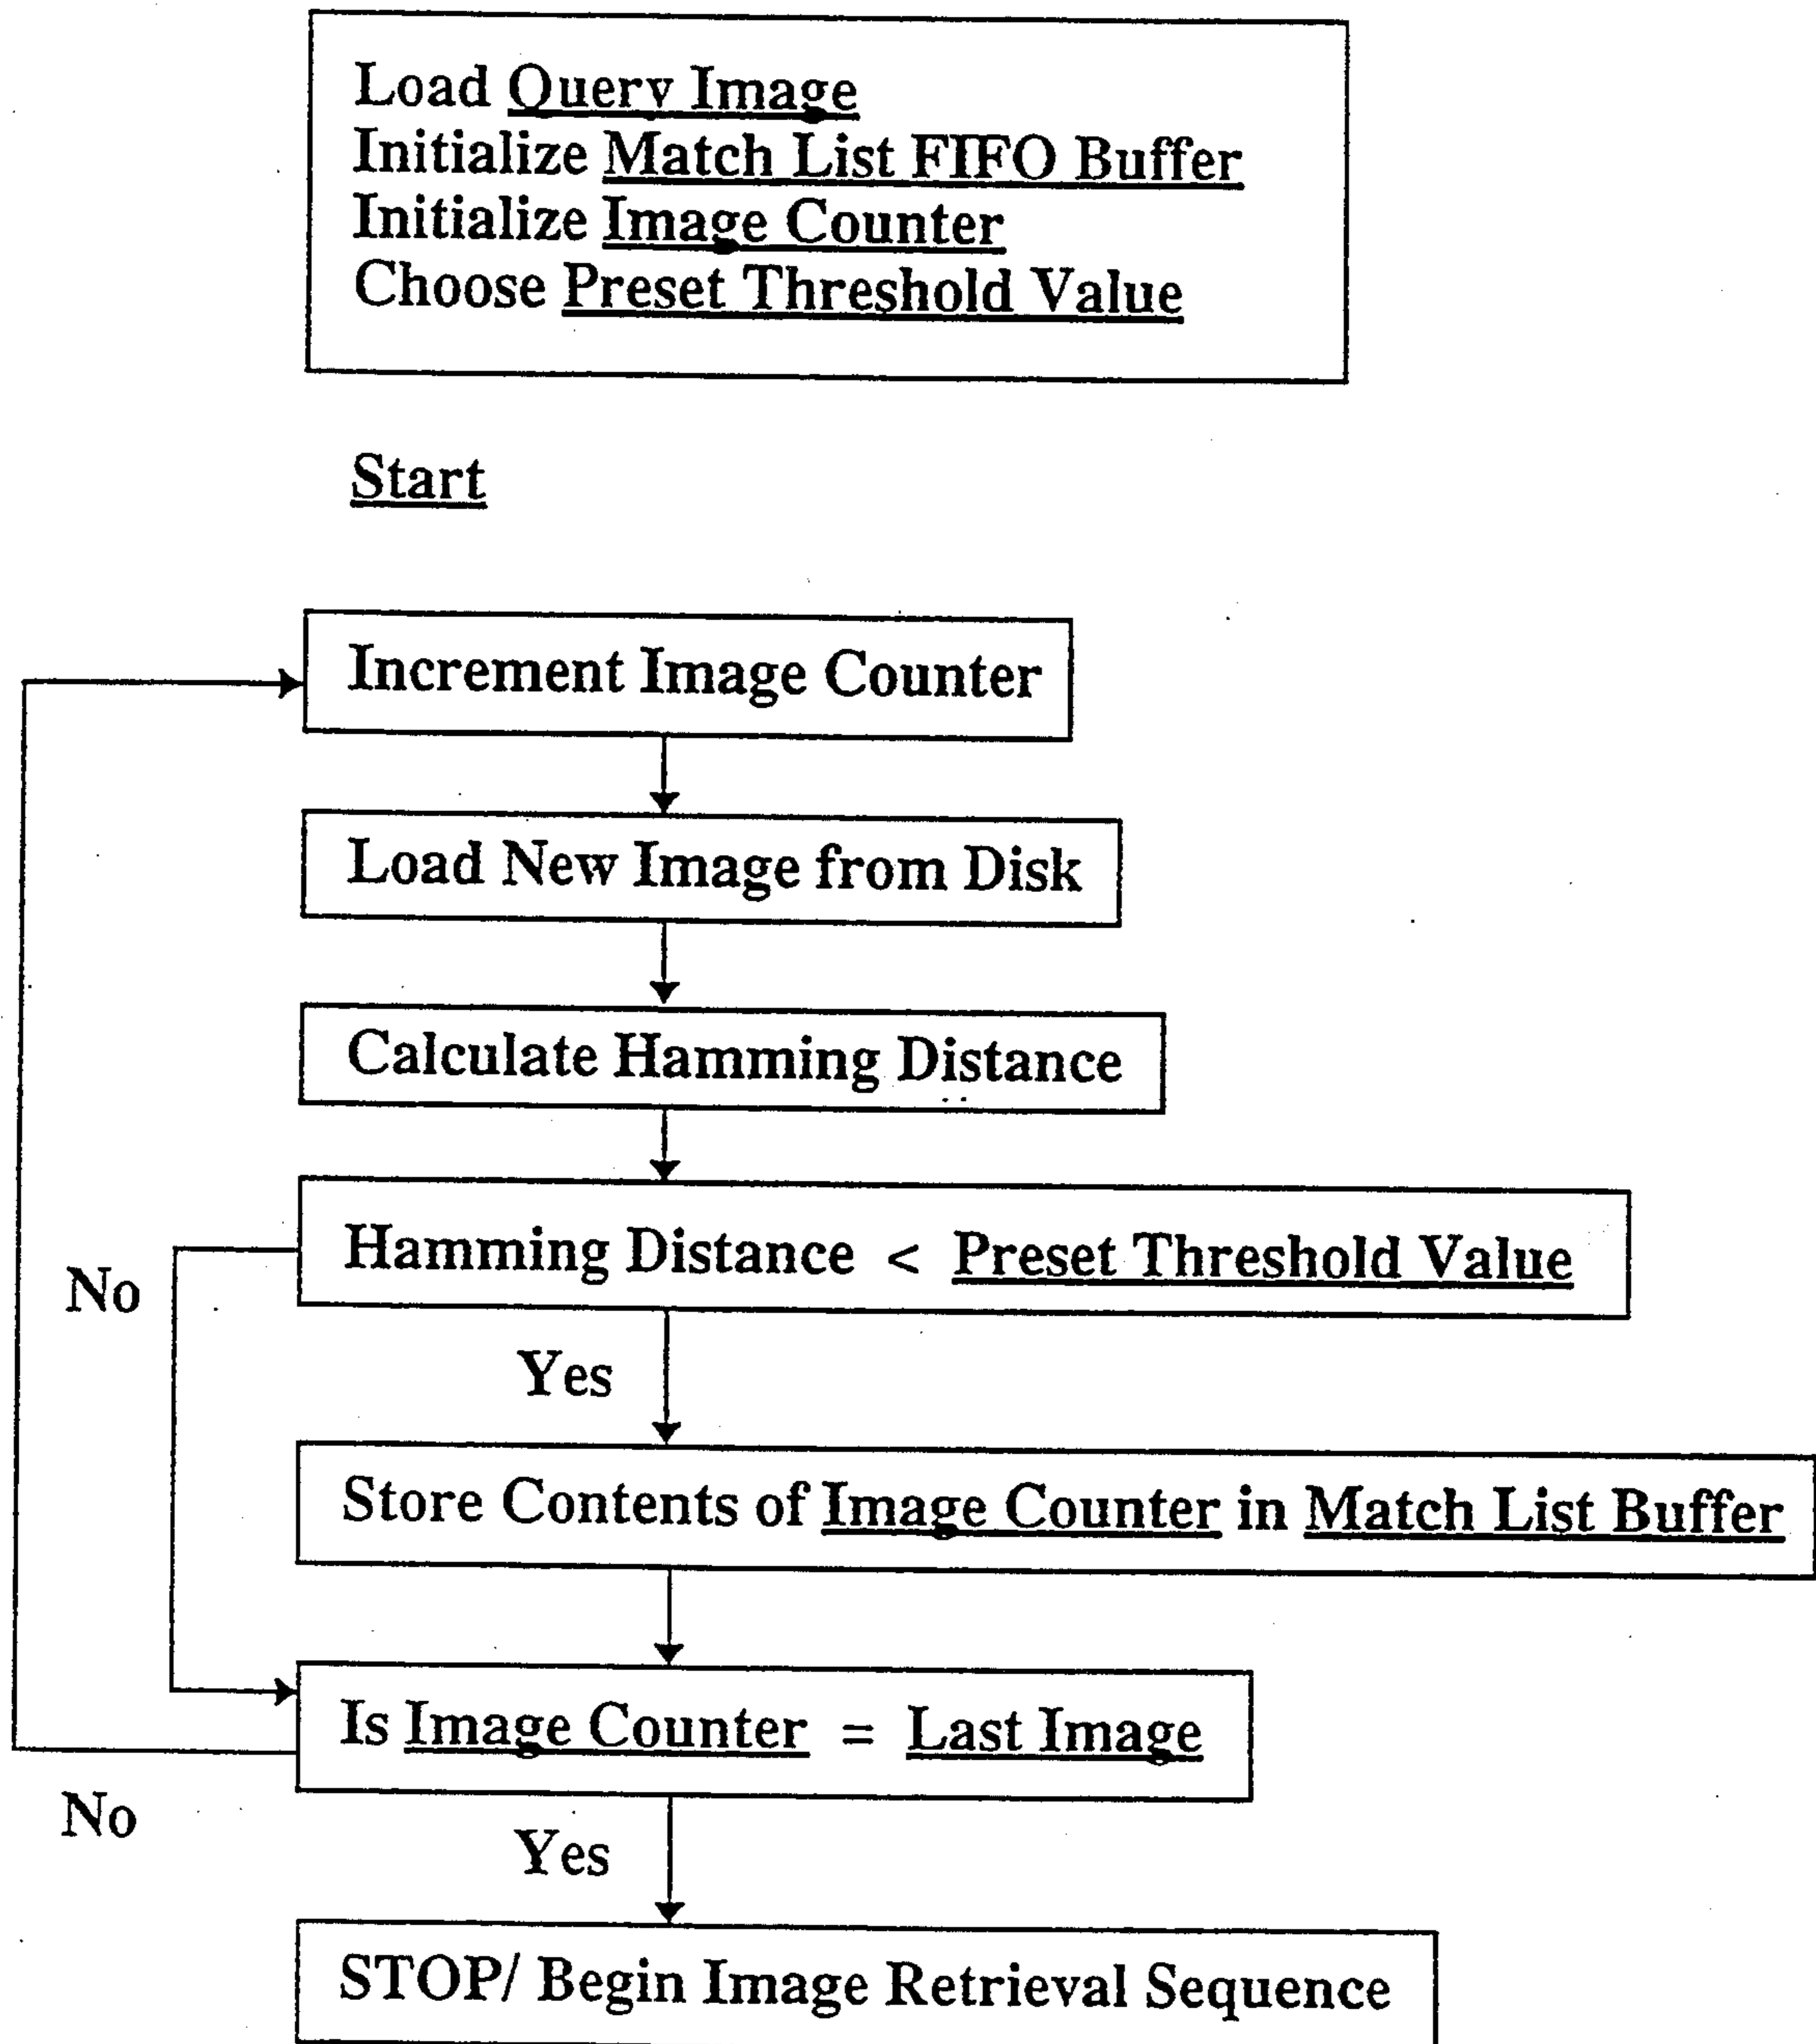 Load Query Image
Initialize Match List FIFO Buffer
Initialize Image Counter
Choose Preset Threshold Value
Start
Increment Image Counter
Load New Image from Disk
Calculate Hamming Distance
Hamming Distance < Preset Threshold Value
No
Yes
Store Contents of Image Counter in Match List Buffer
Is Image Counter = Last Image
No
Yes
STOP/ Begin Image Retrieval Sequence